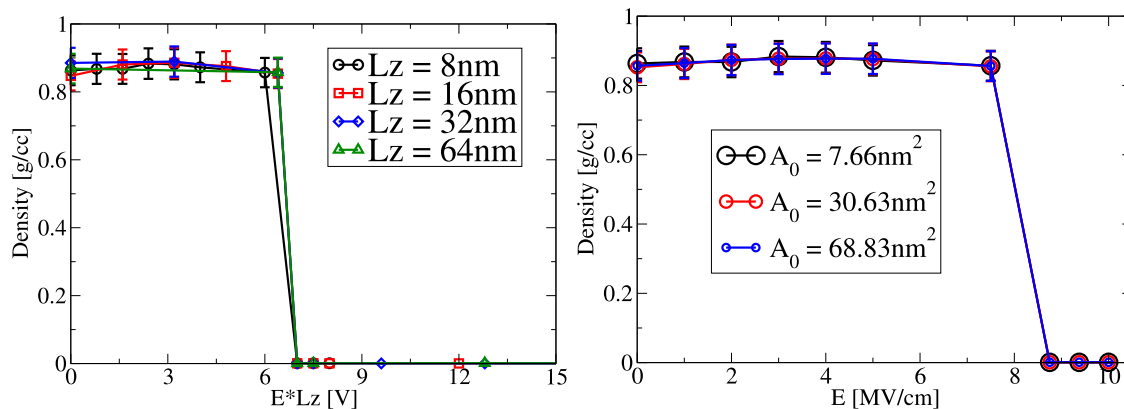 1
0.8
0.6
0.4
0.2
0
Density [g/cc]
0 3 6 9 12 15
E*Lz [V]
Lz = 8nm
Lz = 16nm
Lz = 32nm
Lz = 64nm
1
0.8
0.6
0.4
0.2
0
Density [g/cc]
0 2 4 6 8 10
E [MV/cm]
A₀ = 7.66nm²
A₀ = 30.63nm²
A₀ = 68.83nm²